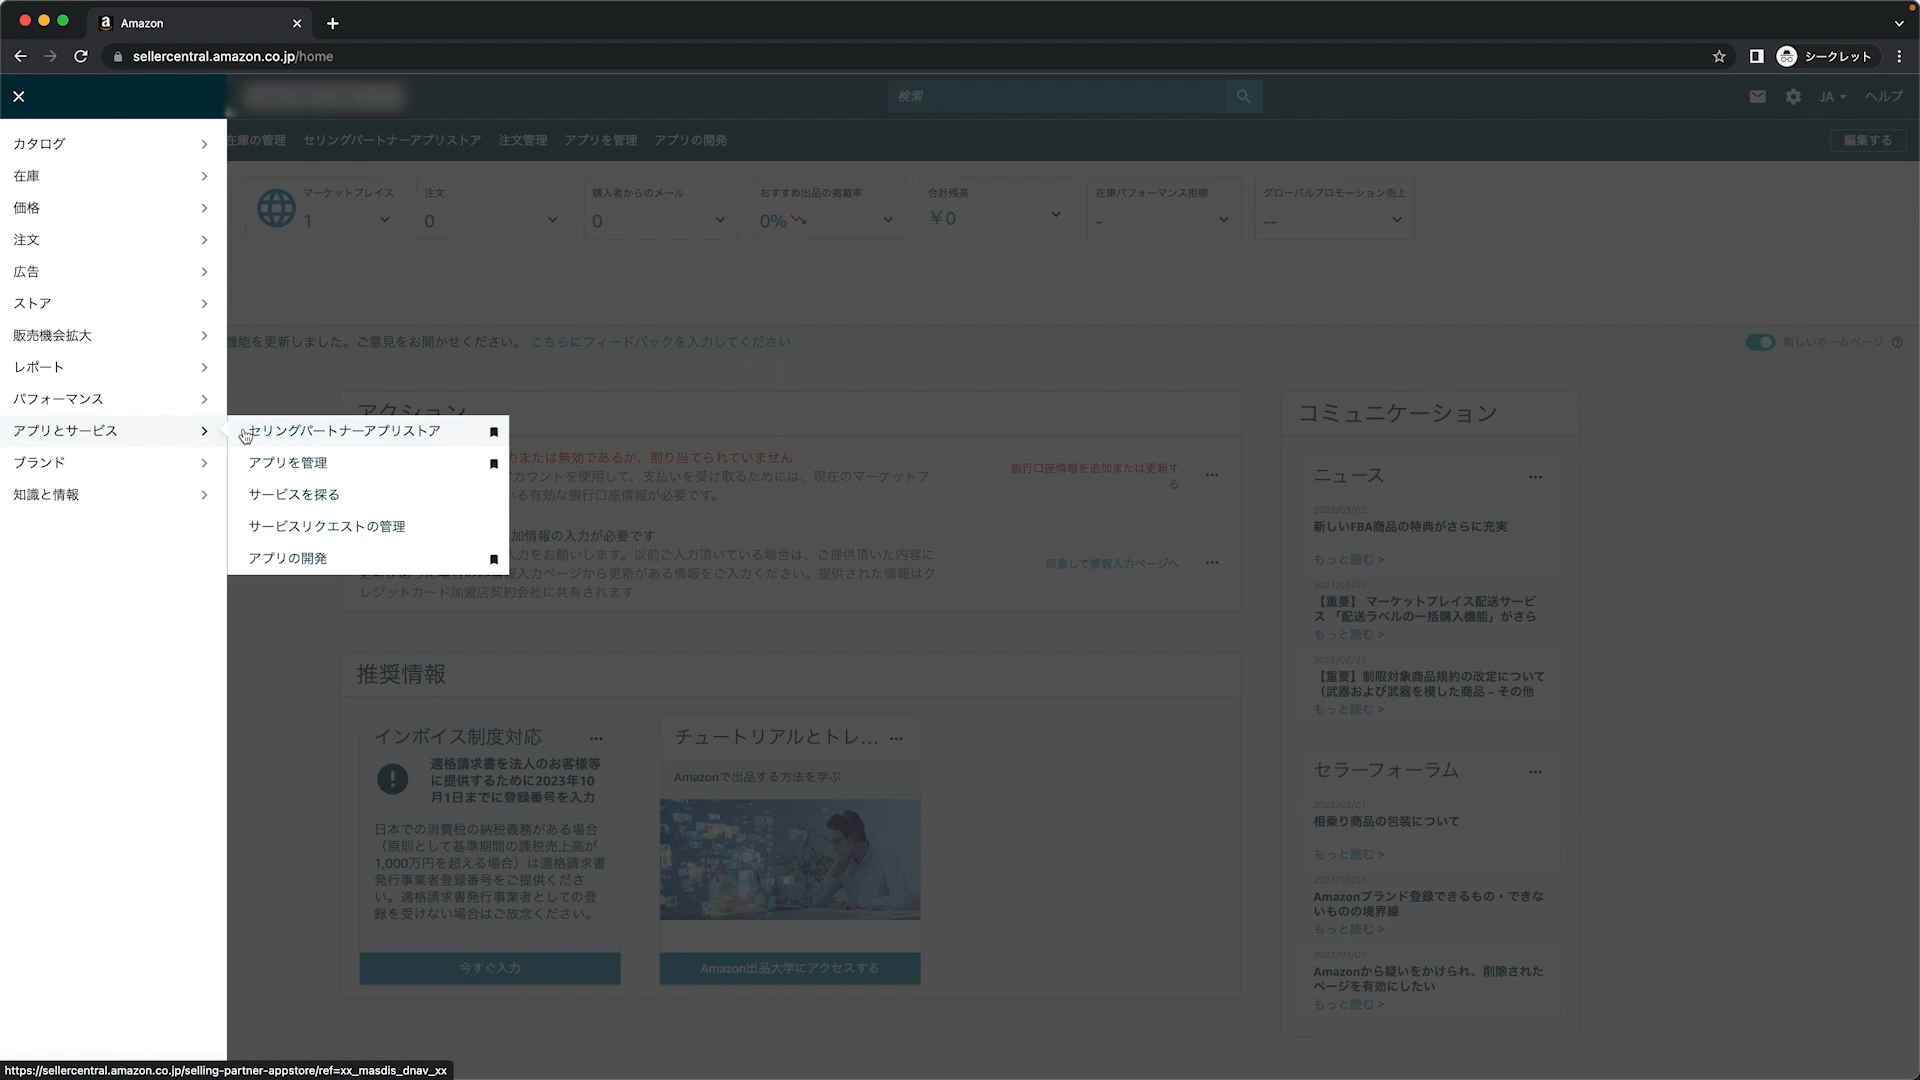 Amazon
sellercentral.amazon.co.jp/home
シークレット
検索
JA
ヘルプ
在庫の管理
セリングパートナーアプリストア
注文管理
アプリを管理
アプリの開発
編集する
カタログ
在庫
価格
注文
広告
ストア
販売機会拡大
レポート
パフォーマンス
アプリとサービス
ブランド
知識と情報
セリングパートナーアプリストア
アプリを管理
サービスを探る
サービスリクエストの管理
アプリの開発
マーケットプレイス
1
注文
0
購入者からのメール
0
おすすめ出品の掲載率
0%
合計残高
¥0
在庫パフォーマンス指標
-
グローバルプロモーション売上
--
機能を更新しました。ご意見をお聞かせください。 こちらにフィードバックを入力してください
新しいホームページ
アクション
力または無効であるか、割り当てられていません
アカウントを使用して、支払いを受け取るためには、現在のマーケットプ
いる有効な銀行口座情報が必要です。
銀行口座情報を追加または更新す
る
加情報の入力が必要です
入力をお願いします。以前ご入力頂いている場合は、ご提供頂いた内容に
情報入力ページから更新がある情報をご入力ください。提供された情報はク
レジットカード加盟店契約会社に共有されます
同意して情報入力ページへ
推奨情報
インボイス制度対応
適格請求書を法人のお客様等
に提供するために2023年10
月1日までに登録番号を入力
日本での消費税の納税義務がある場合
（原則として基準期間の課税売上高が
1,000万円を超える場合）は適格請求書
発行事業者登録番号をご提供くださ
い。適格請求書発行事業者としての登
録を受けない場合はご放念ください。
今すぐ入力
チュートリアルとトレ...
Amazonで出品する方法を学ぶ
Amazon出品大学にアクセスする
コミュニケーション
ニュース
2023/03/02
新しいFBA商品の特典がさらに充実
もっと読む >
2023/03/01
【重要】 マーケットプレイス配送サービ
ス 「配送ラベルの一括購入機能」がさら
もっと読む >
2023/02/27
【重要】制限対象商品規約の改定について
（武器および武器を模した商品 – その他
もっと読む >
セラーフォーラム
2023/03/01
相乗り商品の包装について
もっと読む >
2023/03/01
Amazonブランド登録できるもの・できな
いものの境界線
もっと読む >
2023/03/01
Amazonから疑いをかけられ、削除された
ページを有効にしたい
もっと読む >
https://sellercentral.amazon.co.jp/selling-partner-appstore/ref=xx_masdis_dnav_xx